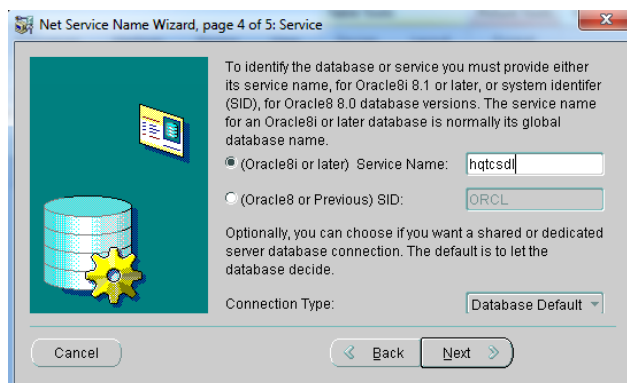 Net Service Name Wizard, page 4 of 5: Service
To identify the database or service you must provide either
its service name, for Oracle8i 8.1 or later, or system identifer
(SID), for Oracle8 8.0 database versions. The service name
for an Oracle8i or later database is normally its global
database name.
(Oracle8i or later) Service Name: hqtcsdl
(Oracle8 or Previous) SID: ORCL
Optionally, you can choose if you want a shared or dedicated
server database connection. The default is to let the
database decide.
Connection Type: Database Default
Cancel Back Next